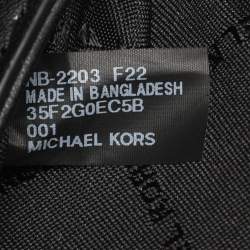 NB-2203 F22
MADE IN BANGLADESH
35F2G0EC5B
001
MICHAEL KORS